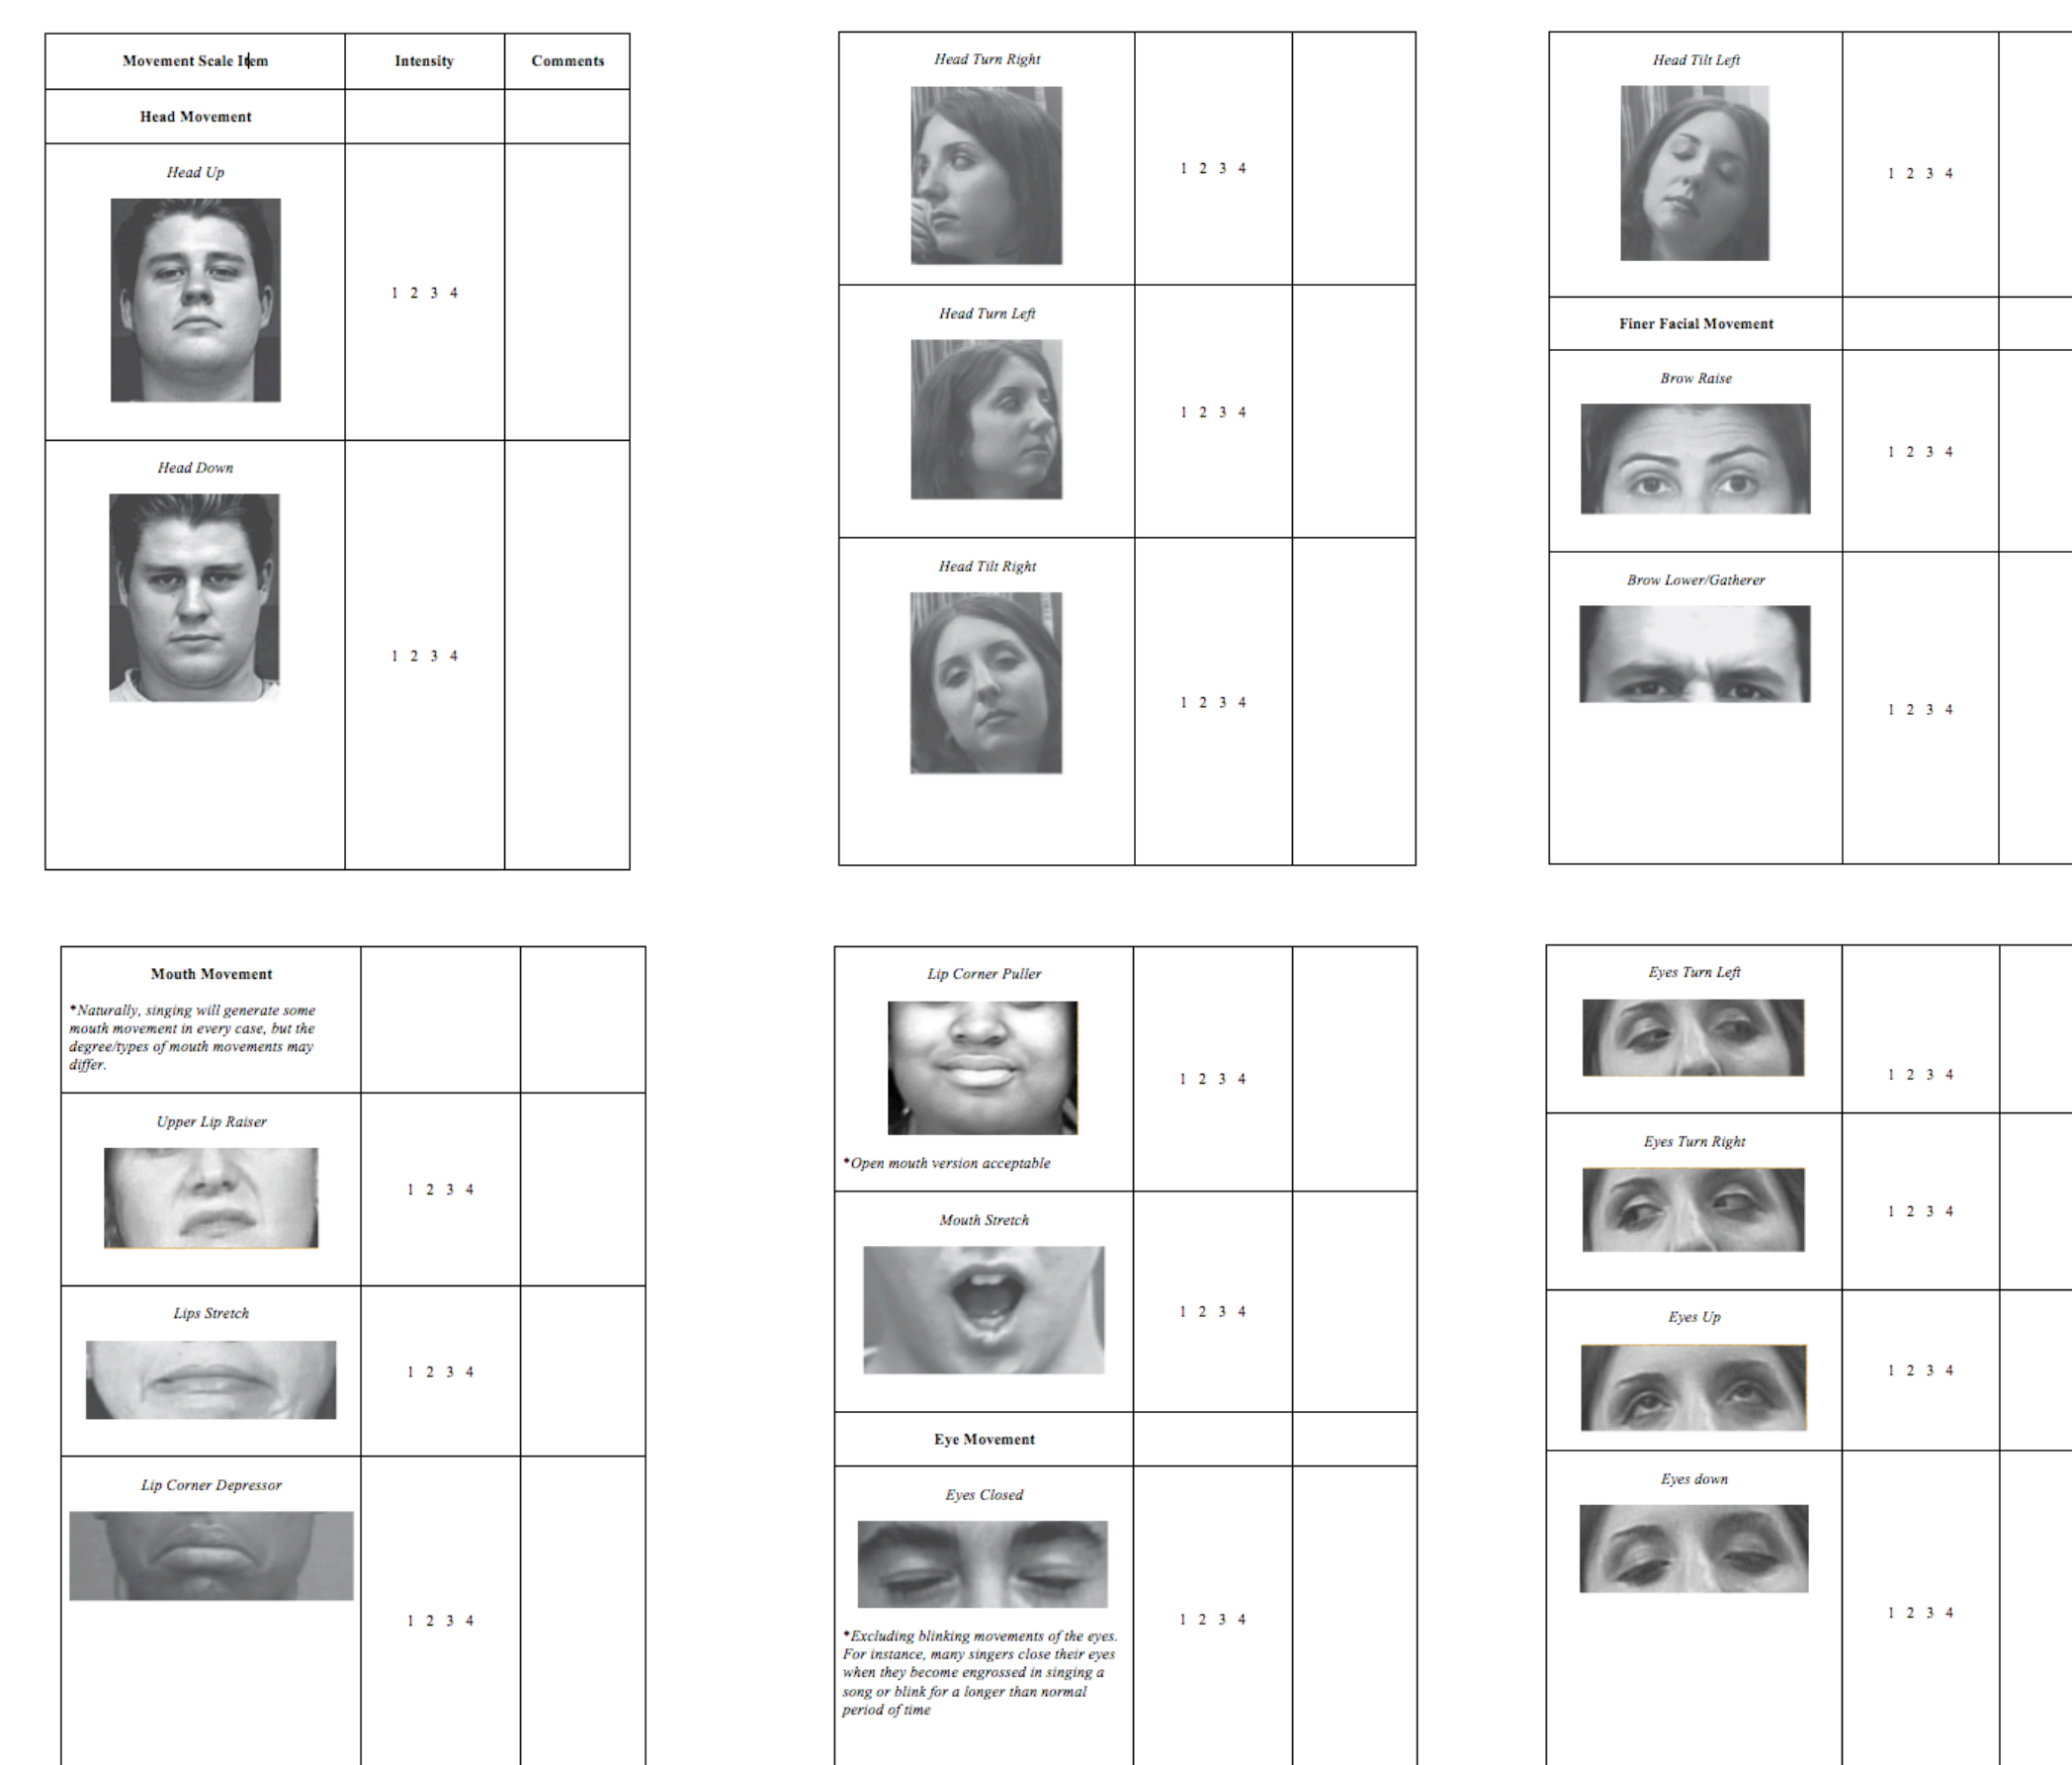 Movement Scale Item Intensity Comments
Head Movement
Head Up
1 2 3 4
Head Down
1 2 3 4
Head Turn Right
1 2 3 4
Head Turn Left
1 2 3 4
Head Tilt Right
1 2 3 4
Head Tilt Left
1 2 3 4
Finer Facial Movement
Brow Raise
1 2 3 4
Brow Lower/Gatherer
1 2 3 4
Mouth Movement
*Naturally, singing will generate some
mouth movement in every case, but the
degree/types of mouth movements may
differ.
Upper Lip Raiser
1 2 3 4
Lips Stretch
1 2 3 4
Lip Corner Depressor
1 2 3 4
Lip Corner Puller
1 2 3 4
*Open mouth version acceptable
Mouth Stretch
1 2 3 4
Eye Movement
Eyes Closed
1 2 3 4
*Excluding blinking movements of the eyes.
For instance, many singers close their eyes
when they become engrossed in singing a
song or blink for a longer than normal
period of time
Eyes Turn Left
1 2 3 4
Eyes Turn Right
1 2 3 4
Eyes Up
1 2 3 4
Eyes down
1 2 3 4